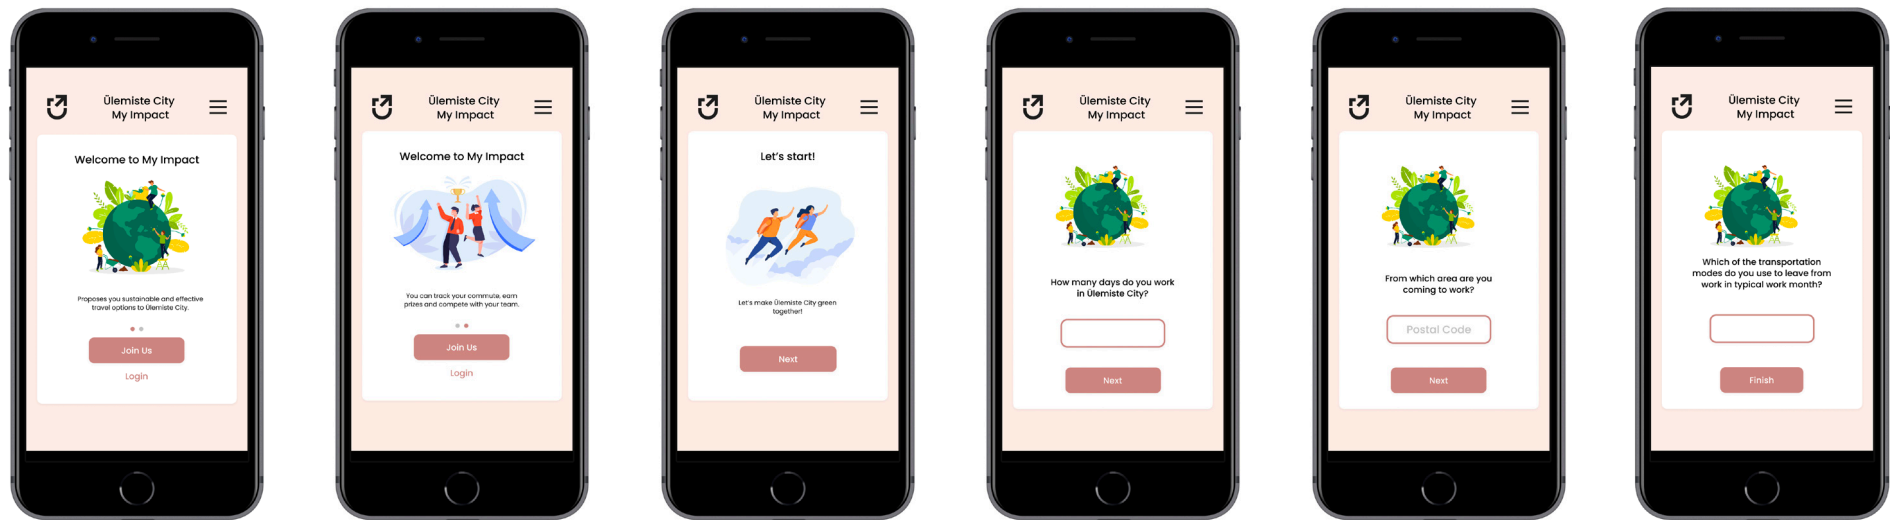 Ülemiste City
My Impact
Welcome to My Impact
Proposes you sustainable and effective
travel options to Ülemiste City.
Join Us
Login
Ülemiste City
My Impact
Welcome to My Impact
You can track your commute, earn
prizes and compete with your team.
Join Us
Login
Ülemiste City
My Impact
Let's start!
Let's make Ülemiste City green
together!
Next
Ülemiste City
My Impact
How many days do you work
in Ülemiste City?
Next
Ülemiste City
My Impact
From which area are you
coming to work?
Postal Code
Next
Ülemiste City
My Impact
Which of the transportation
modes do you use to leave from
work in typical work month?
Finish